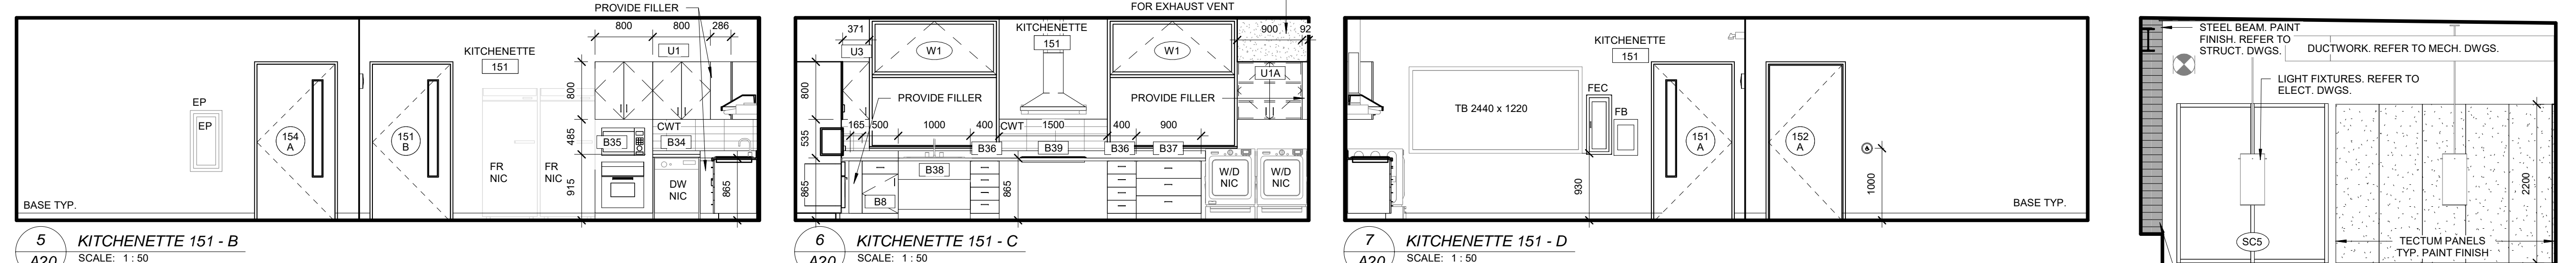 PROVIDE FILLER
800
800
286
U1
KITCHENETTE
151
EP
EP
154
A
151
B
800
485
915
CWT
B35
B34
FR
NIC
FR
NIC
DW
NIC
865
BASE TYP.
5
A20
KITCHENETTE 151 - B
SCALE: 1 : 50
FOR EXHAUST VENT
371
U3
W1
KITCHENETTE
151
W1
900
92
U1A
800
PROVIDE FILLER
PROVIDE FILLER
165
500
1000
400
CWT
1500
400
900
535
B36
B39
B36
B37
B38
865
B8
865
W/D
NIC
W/D
NIC
6
A20
KITCHENETTE 151 - C
SCALE: 1 : 50
KITCHENETTE
151
TB 2440 x 1220
FEC
FB
151
A
152
A
930
1000
BASE TYP.
7
A20
KITCHENETTE 151 - D
SCALE: 1 : 50
STEEL BEAM. PAINT
FINISH. REFER TO
STRUCT. DWGS.
DUCTWORK. REFER TO MECH. DWGS.
LIGHT FIXTURES. REFER TO
ELECT. DWGS.
2200
SC5
TECTUM PANELS
TYP. PAINT FINISH